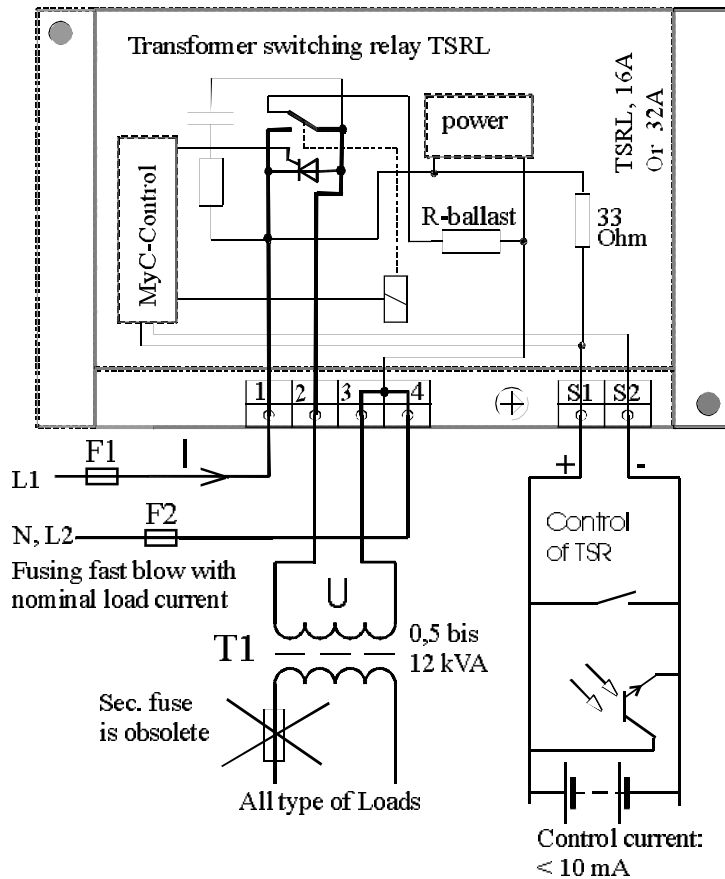 Transformer switching relay TSRL
TSRL, 16A
Or 32A
power
MyC-Control
R-ballast
33
Ohm
1 2 3 4
S1 S2
F1
I
L1
+ -
F2
N, L2
Control
of TSR
Fusing fast blow with
nominal load current
U
T1
0,5 bis
12 kVA
Sec. fuse
is obsolete
All type of Loads
Control current:
< 10 mA